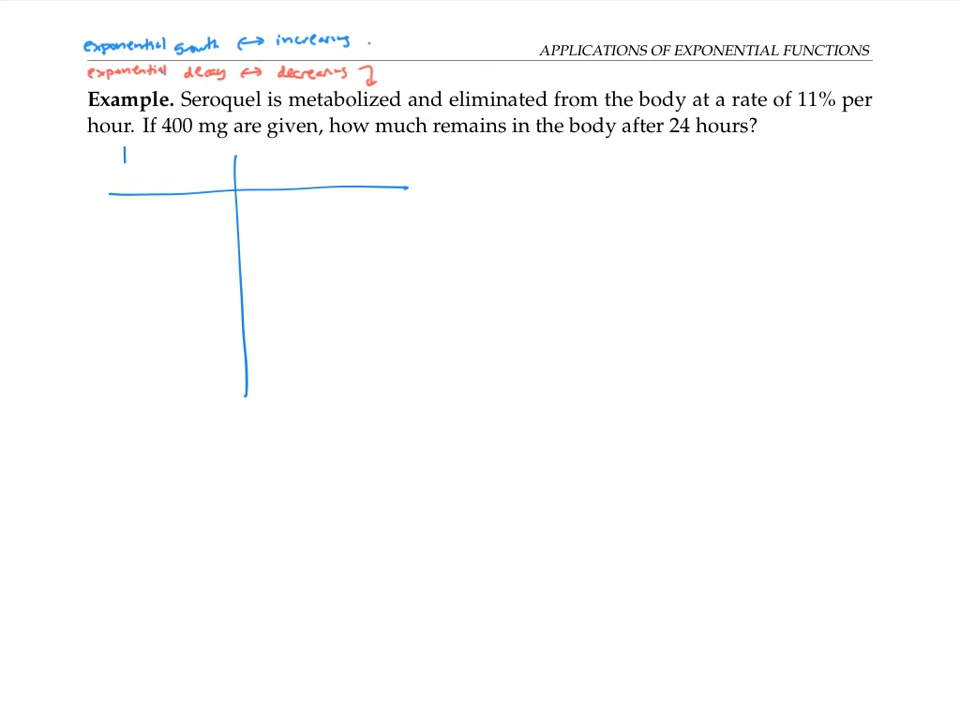 exponential growth ↔ increasing.
APPLICATIONS OF EXPONENTIAL FUNCTIONS
exponential decay ↔ decreasing
Example. Seroquel is metabolized and eliminated from the body at a rate of 11% per
hour. If 400 mg are given, how much remains in the body after 24 hours?